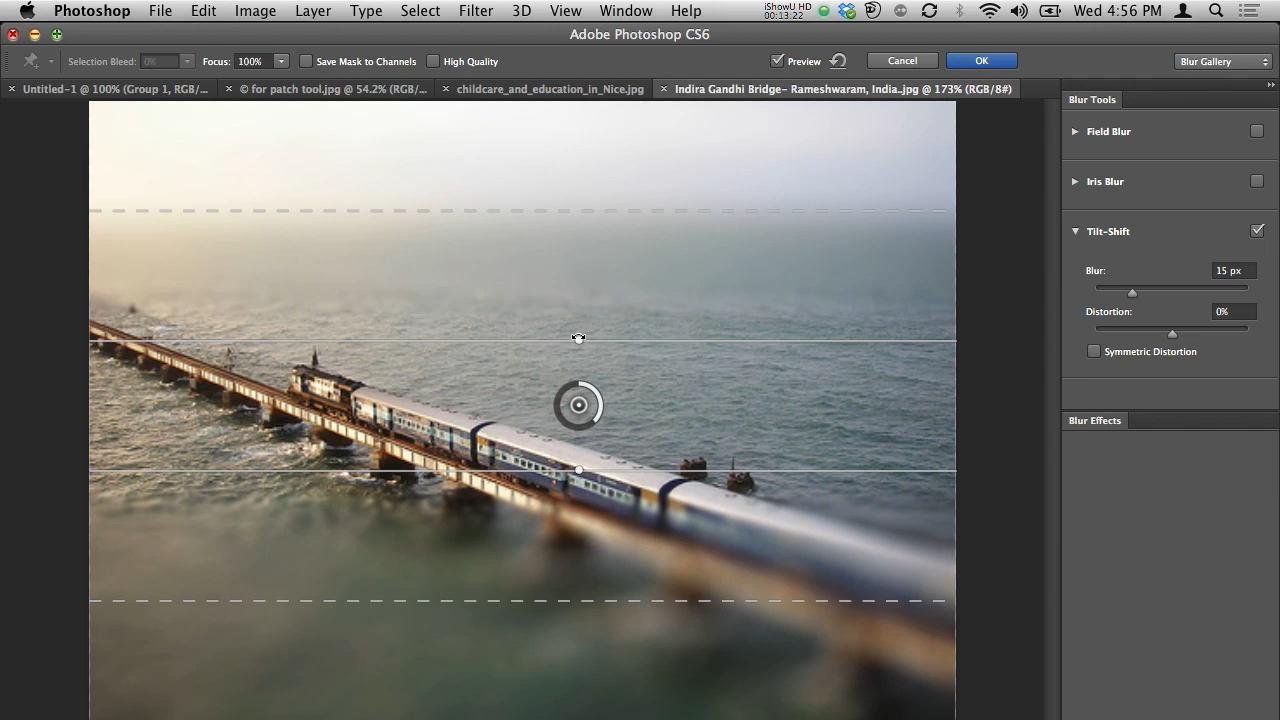 Photoshop File Edit Image Layer Type Select Filter 3D View Window Help iShowU HD 00:13:22 Wed 4:56 PM
Adobe Photoshop CS6
Selection Bleed: 0% Focus: 100% Save Mask to Channels High Quality Preview Cancel OK Blur Gallery
Untitled-1 @ 100% (Group 1, RGB/... © for patch tool.jpg @ 54.2% (RGB/... childcare_and_education_in_Nice.jpg Indira Gandhi Bridge- Rameshwaram, India..jpg @ 173% (RGB/8#)
Blur Tools
Field Blur
Iris Blur
Tilt-Shift
Blur: 15 px
Distortion: 0%
Symmetric Distortion
Blur Effects